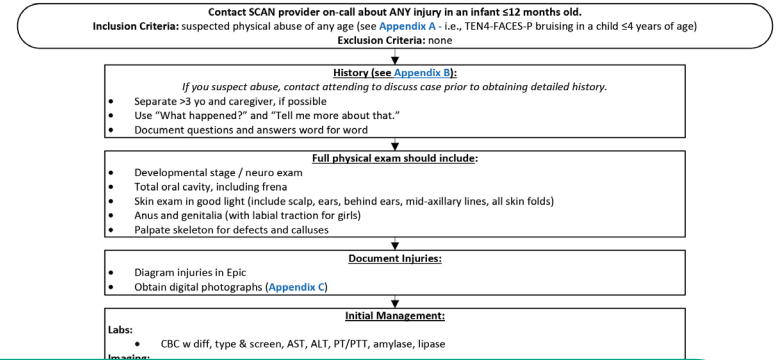 Contact SCAN provider on-call about ANY injury in an infant ≤12 months old.
Inclusion Criteria: suspected physical abuse of any age (see Appendix A - i.e., TEN4-FACES-P bruising in a child ≤4 years of age)
Exclusion Criteria: none
History (see Appendix B):
If you suspect abuse, contact attending to discuss case prior to obtaining detailed history.
• Separate >3 yo and caregiver, if possible
• Use “What happened?” and “Tell me more about that.”
• Document questions and answers word for word
Full physical exam should include:
• Developmental stage / neuro exam
• Total oral cavity, including frena
• Skin exam in good light (include scalp, ears, behind ears, mid-axillary lines, all skin folds)
• Anus and genitalia (with labial traction for girls)
• Palpate skeleton for defects and calluses
Document Injuries:
• Diagram injuries in Epic
• Obtain digital photographs (Appendix C)
Initial Management:
Labs:
• CBC w diff, type & screen, AST, ALT, PT/PTT, amylase, lipase
Imaging: